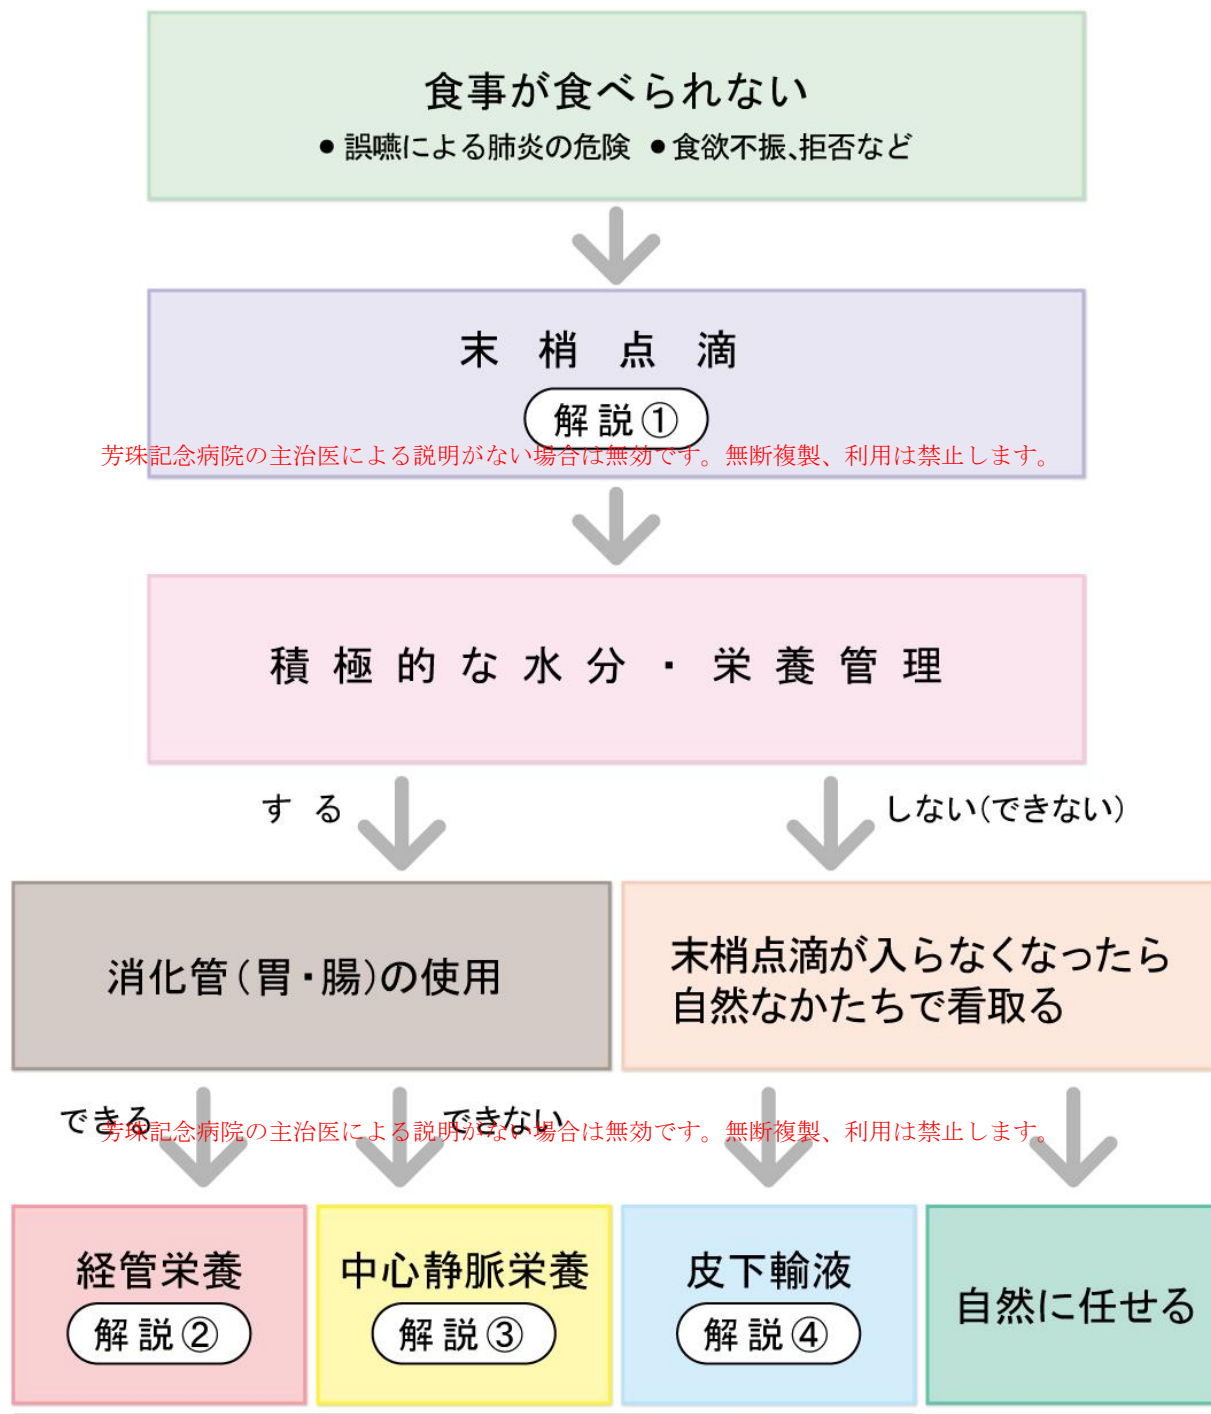 食事が食べられない
● 誤嚥による肺炎の危険 ● 食欲不振、拒否など
末梢点滴
解説①
芳珠記念病院の主治医による説明がない場合は無効です。無断複製、利用は禁止します。
積極的な水分・栄養管理
する
しない(できない)
消化管(胃・腸)の使用
末梢点滴が入らなくなったら
自然なかたちで看取る
できる
できない
芳珠記念病院の主治医による説明がない場合は無効です。無断複製、利用は禁止します。
経管栄養
解説②
中心静脈栄養
解説③
皮下輸液
解説④
自然に任せる